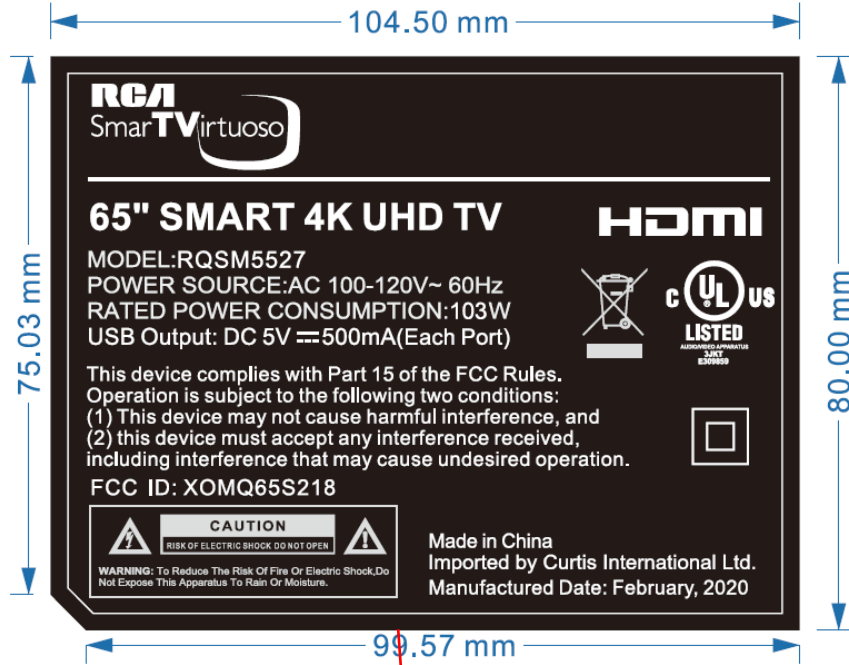 104.50 mm
RCA
SmarTVirtuoso
65" SMART 4K UHD TV
HDMI
MODEL:RQSM5527
POWER SOURCE:AC 100-120V~ 60Hz
RATED POWER CONSUMPTION:103W
USB Output: DC 5V ⎓500mA(Each Port)
C UL US
LISTED
AUDIO/VIDEO APPARATUS
3JKT
E309859
75.03 mm
80.00 mm
This device complies with Part 15 of the FCC Rules.
Operation is subject to the following two conditions:
(1) This device may not cause harmful interference, and
(2) this device must accept any interference received,
including interference that may cause undesired operation.
FCC ID: XOMQ65S218
CAUTION
RISK OF ELECTRIC SHOCK DO NOT OPEN
WARNING: To Reduce The Risk Of Fire Or Electric Shock,Do
Not Expose This Apparatus To Rain Or Moisture.
Made in China
Imported by Curtis International Ltd.
Manufactured Date: February, 2020
99.57 mm